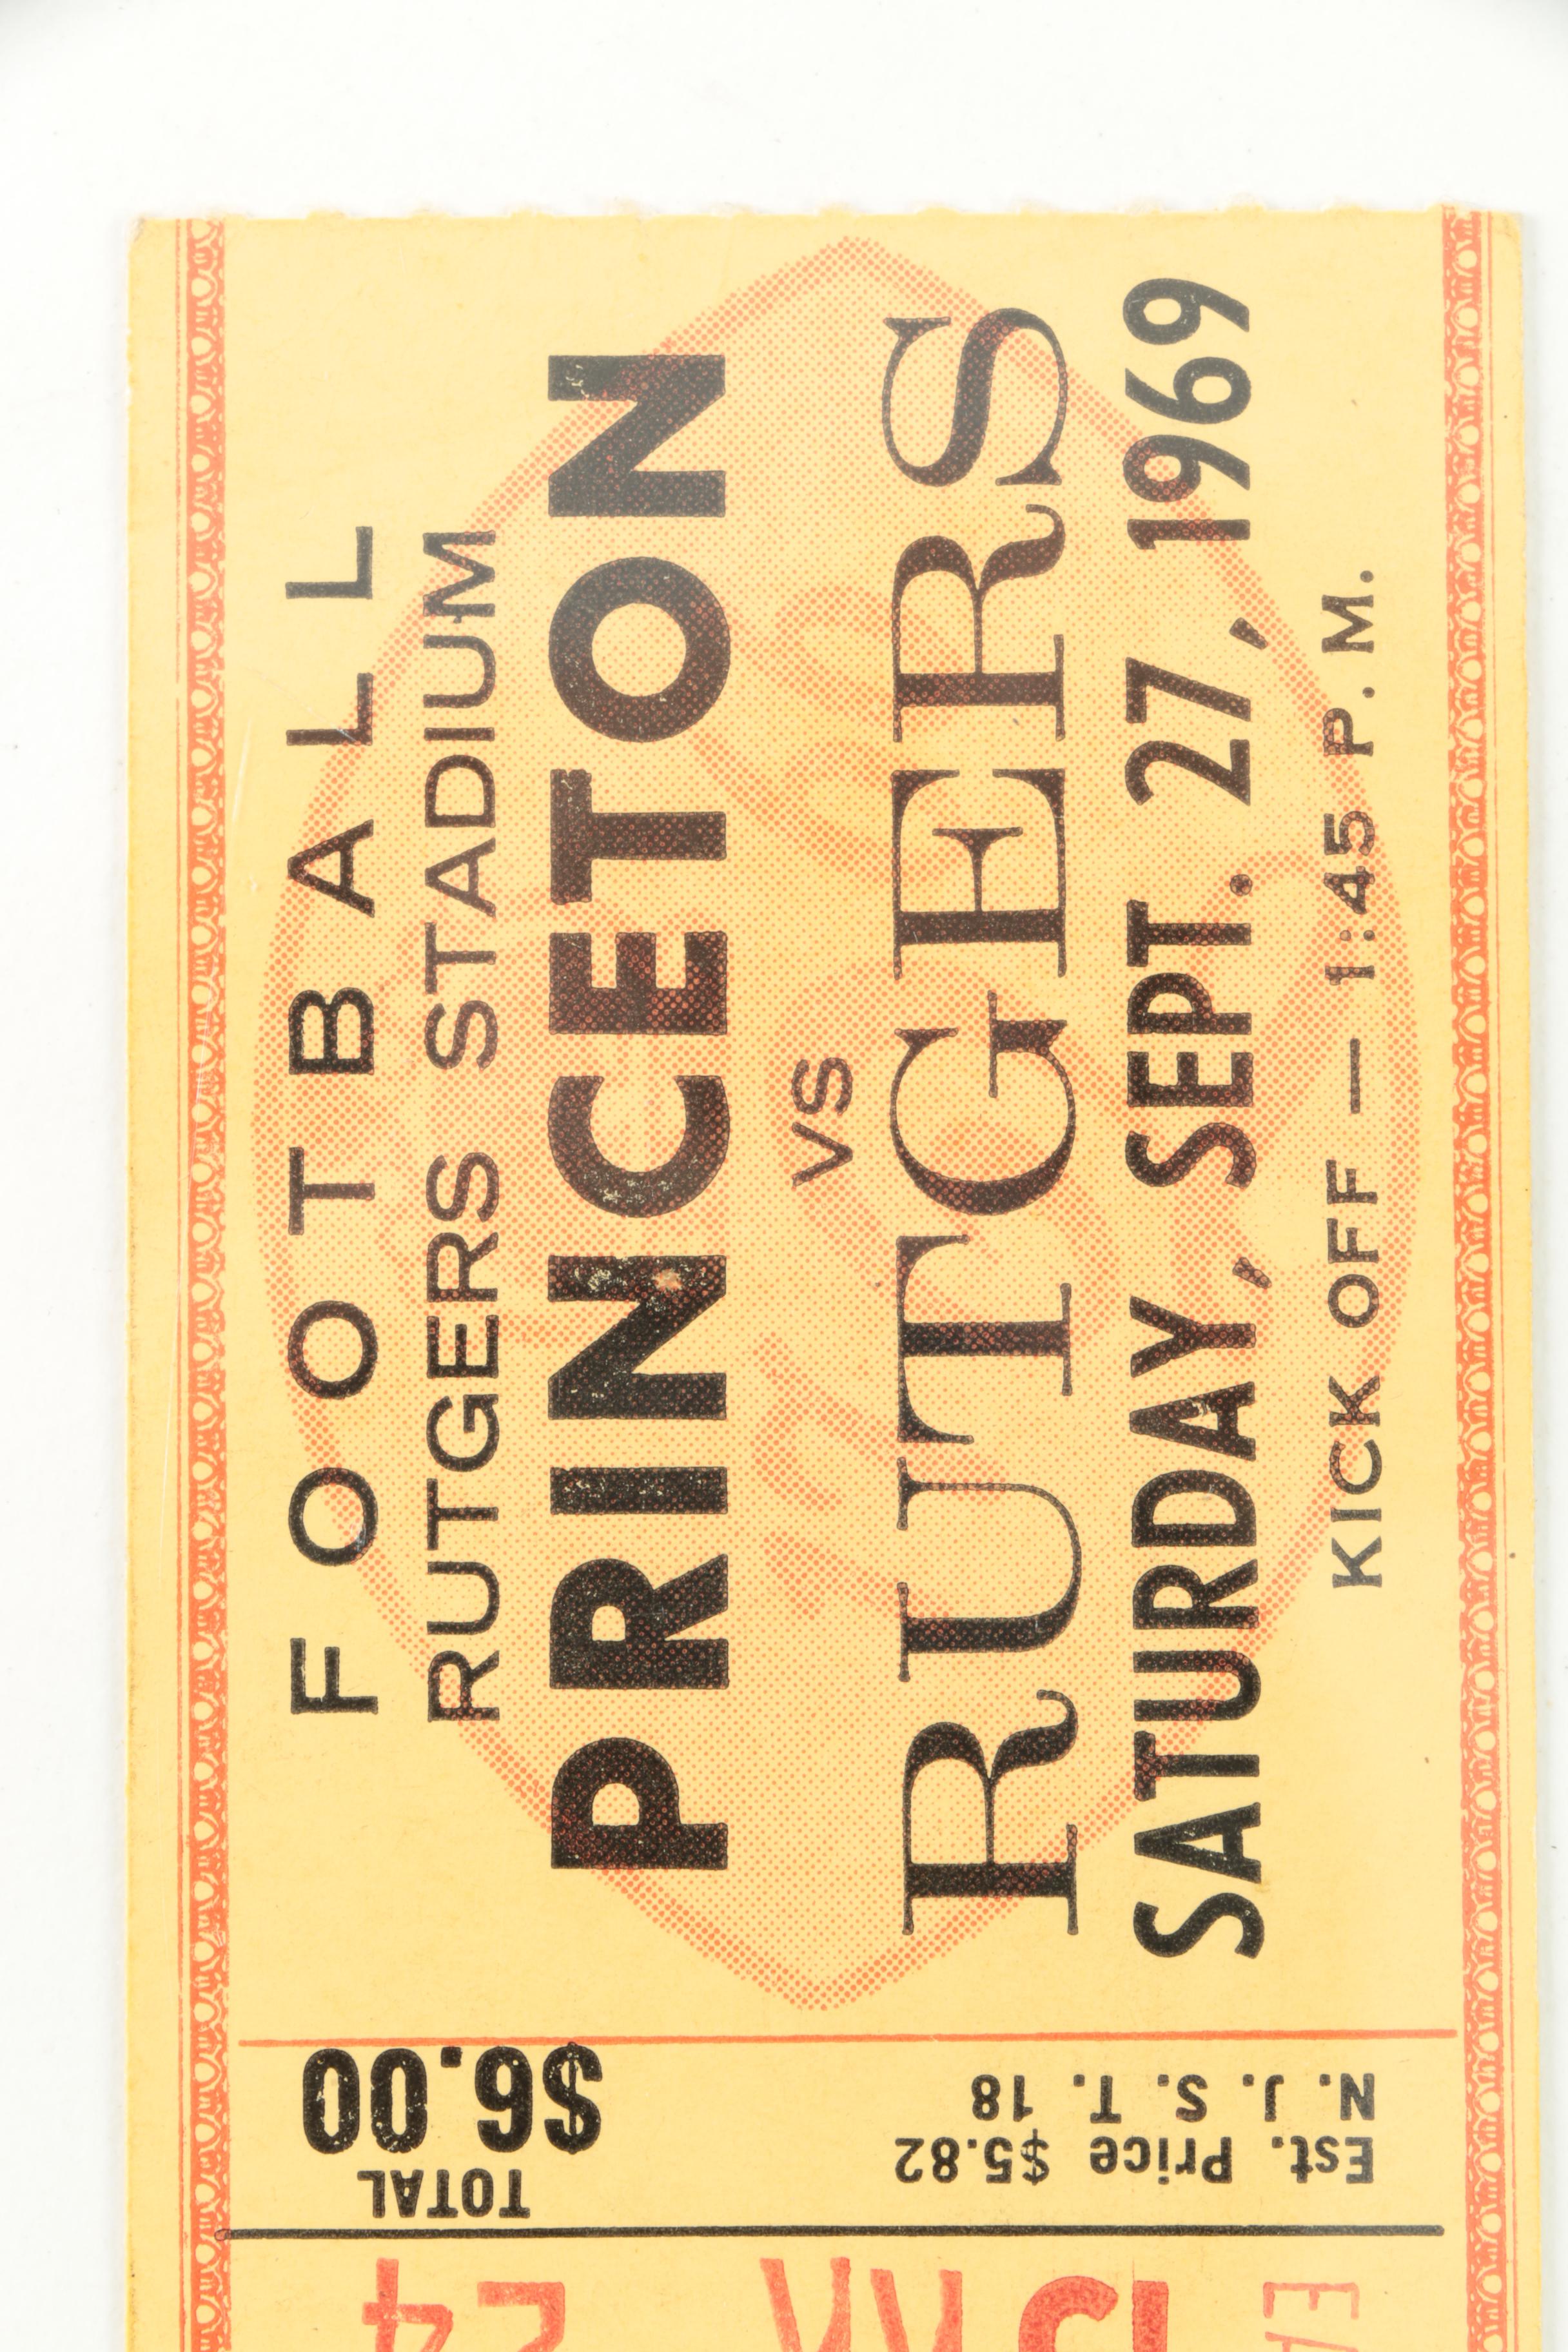 FOOTBALL
RUTGERS STADIUM
PRINCETON
VS
RUTGERS
SATURDAY, SEPT. 27, 1969
KICK OFF — 1:45 P.M.
Est. Price $5.82
N. J. S. T. 18
TOTAL
$6.00